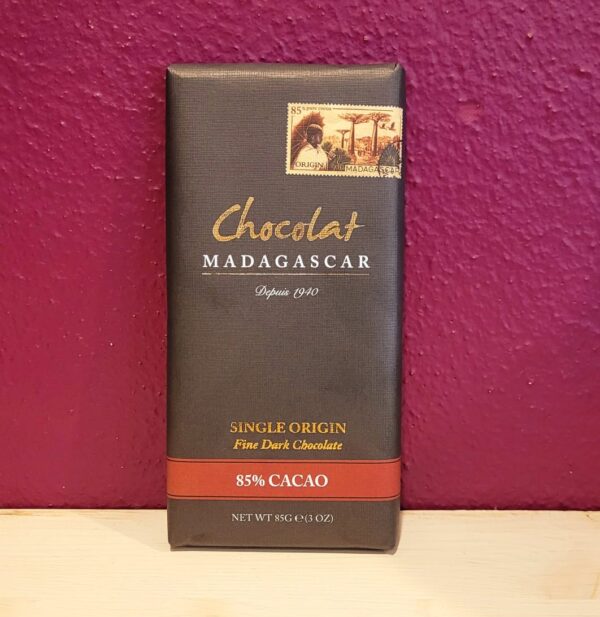 85
ORIGIN
MADAGASCAR
Chocolat
MADAGASCAR
Depuis 1940
SINGLE ORIGIN
Fine Dark Chocolate
85% CACAO
NET WT 85G ℮ (3 OZ)